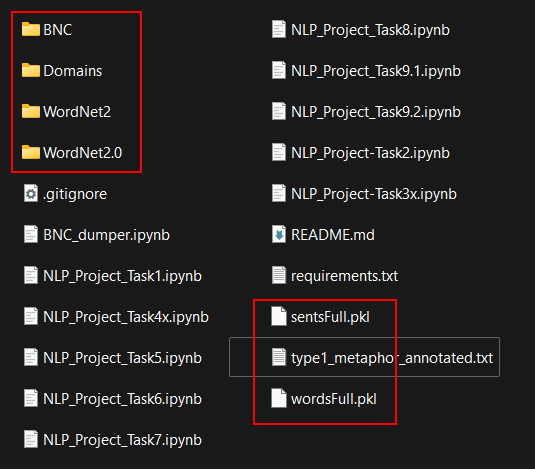 BNC
Domains
WordNet2
WordNet2.0
.gitignore
BNC_dumper.ipynb
NLP_Project_Task1.ipynb
NLP_Project_Task4x.ipynb
NLP_Project_Task5.ipynb
NLP_Project_Task6.ipynb
NLP_Project_Task7.ipynb
NLP_Project_Task8.ipynb
NLP_Project_Task9.1.ipynb
NLP_Project_Task9.2.ipynb
NLP_Project-Task2.ipynb
NLP_Project-Task3x.ipynb
README.md
requirements.txt
sentsFull.pkl
type1_metaphor_annotated.txt
wordsFull.pkl